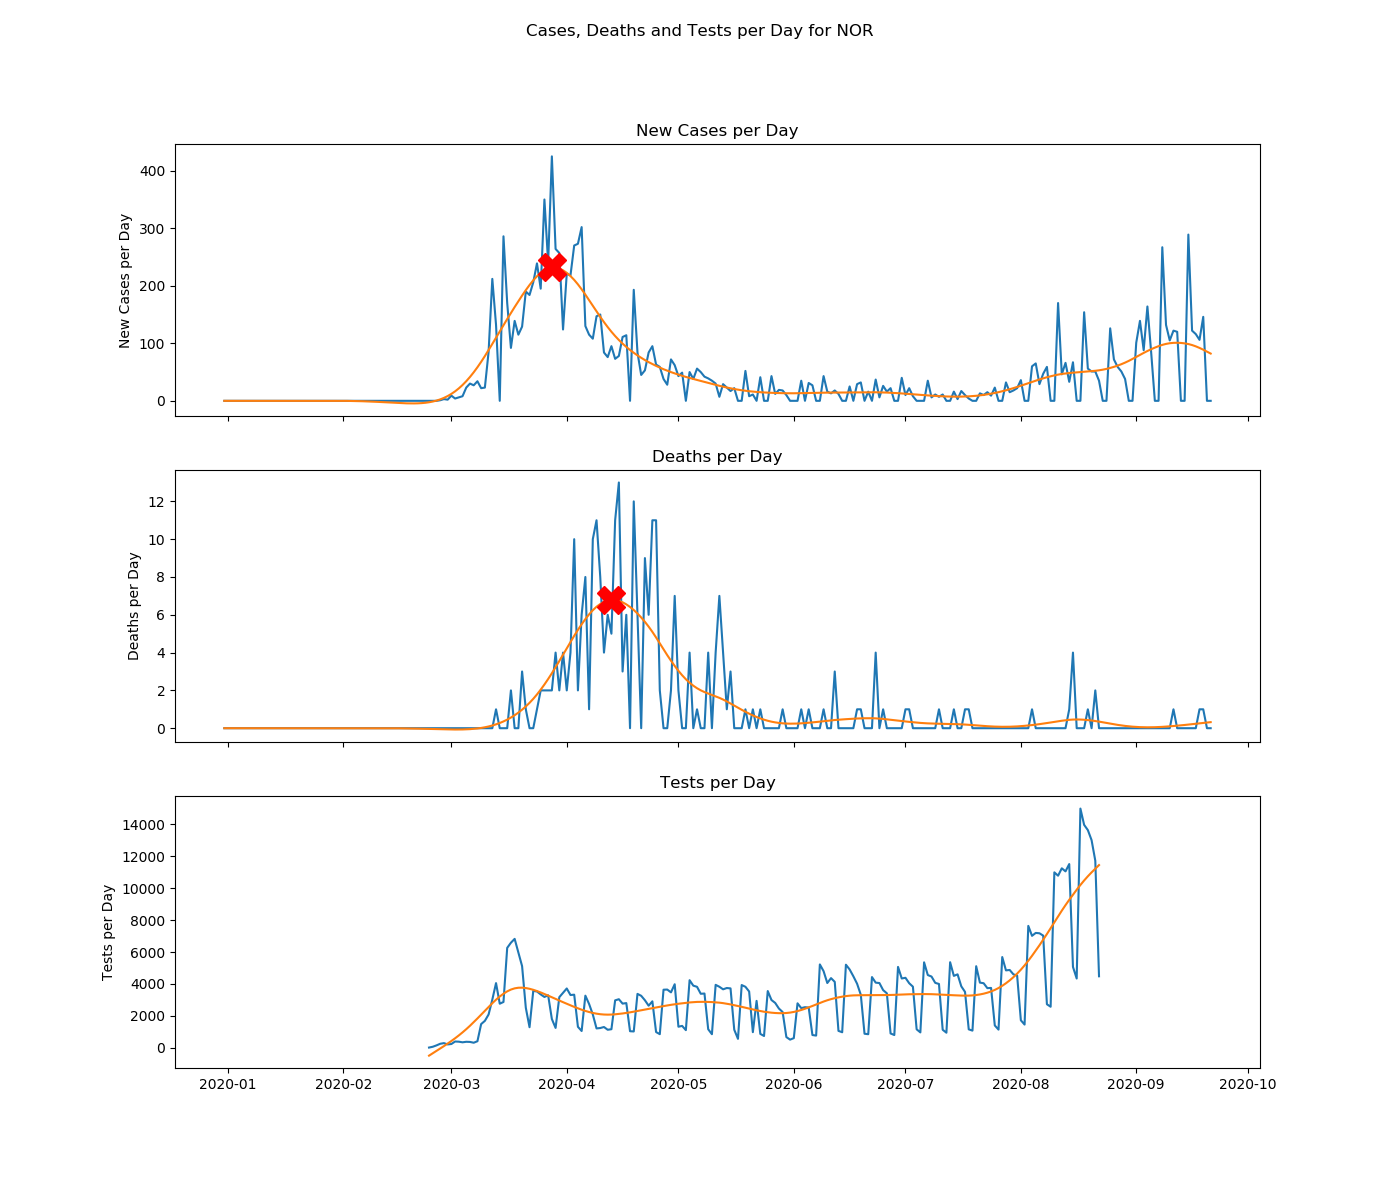 Cases, Deaths and Tests per Day for NOR
New Cases per Day
New Cases per Day
400
300
200
100
0
Deaths per Day
Deaths per Day
12
10
8
6
4
2
0
Tests per Day
Tests per Day
14000
12000
10000
8000
6000
4000
2000
0
2020-01 2020-02 2020-03 2020-04 2020-05 2020-06 2020-07 2020-08 2020-09 2020-10